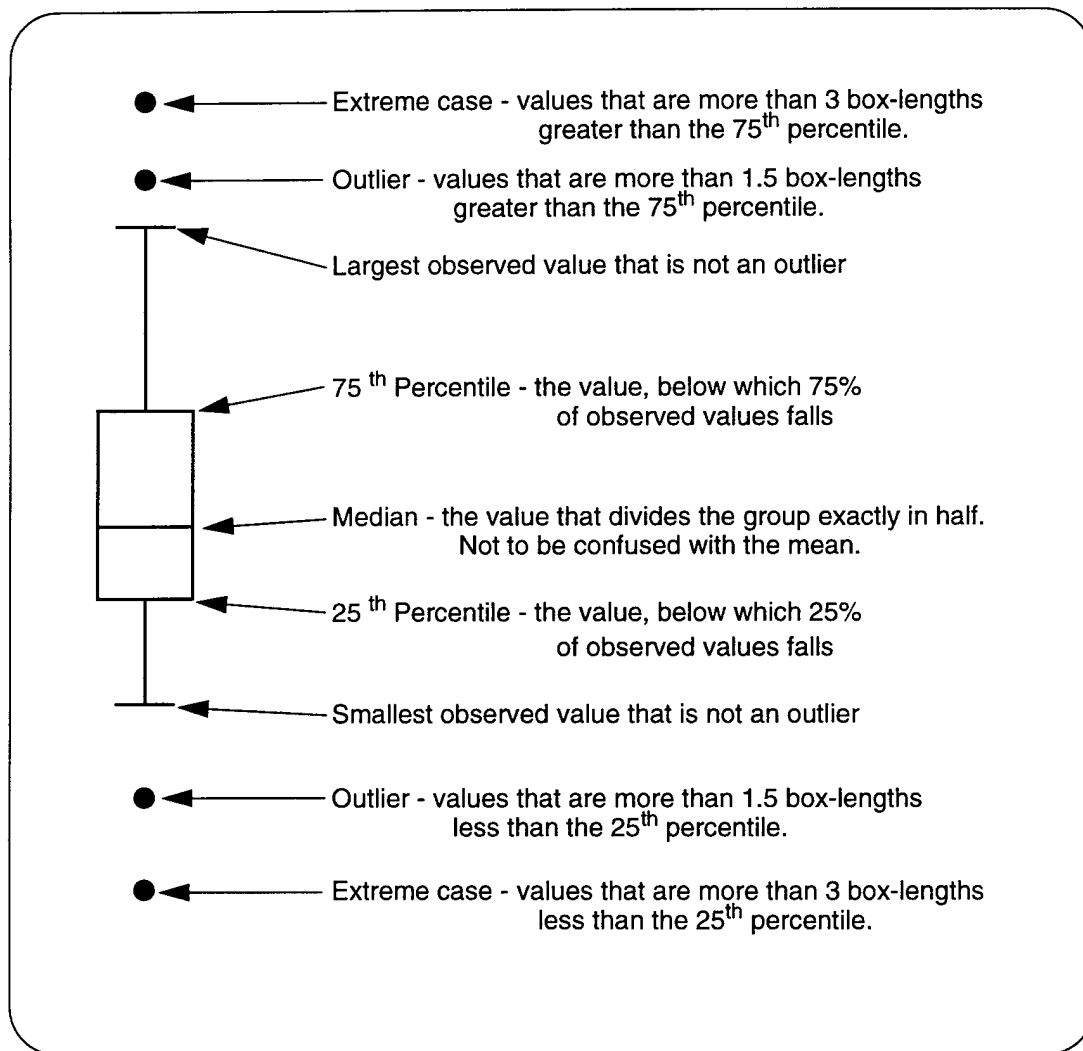 Extreme case - values that are more than 3 box-lengths
greater than the 75th percentile.
Outlier - values that are more than 1.5 box-lengths
greater than the 75th percentile.
Largest observed value that is not an outlier
75 th Percentile - the value, below which 75%
of observed values falls
Median - the value that divides the group exactly in half.
Not to be confused with the mean.
25 th Percentile - the value, below which 25%
of observed values falls
Smallest observed value that is not an outlier
Outlier - values that are more than 1.5 box-lengths
less than the 25th percentile.
Extreme case - values that are more than 3 box-lengths
less than the 25th percentile.